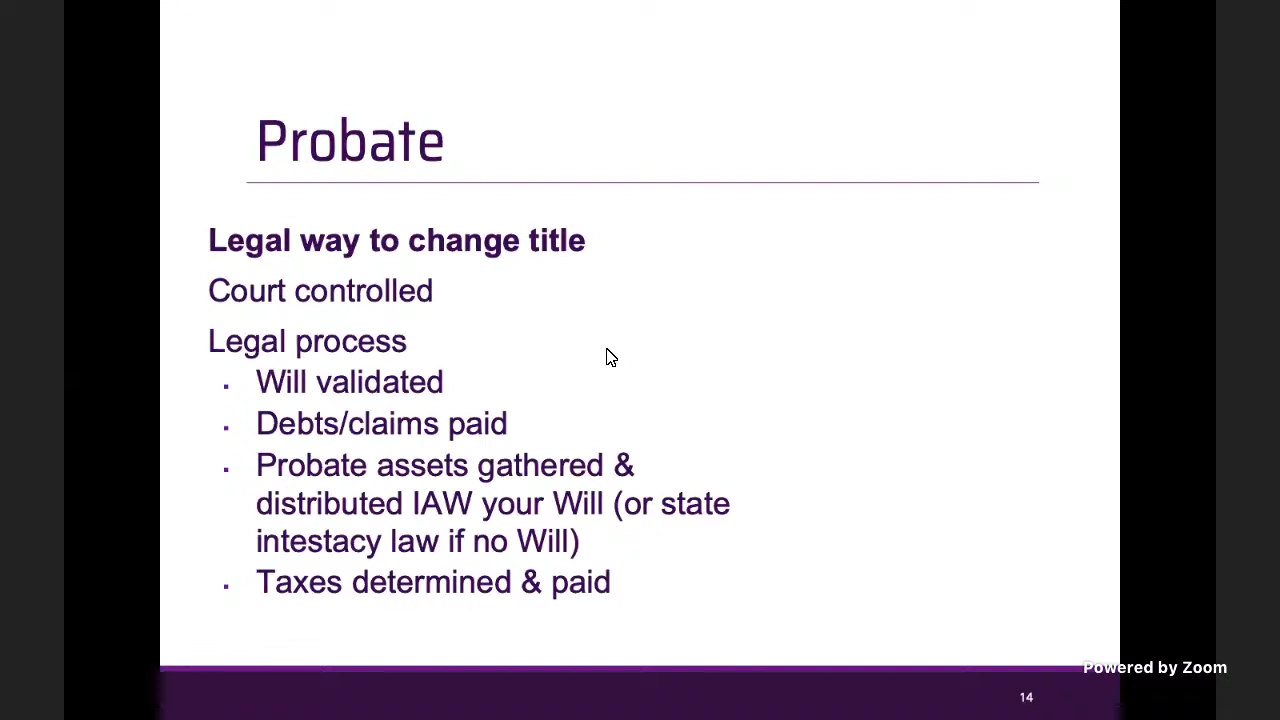 Probate
Legal way to change title
Court controlled
Legal process
▪ Will validated
▪ Debts/claims paid
▪ Probate assets gathered &
distributed IAW your Will (or state
intestacy law if no Will)
▪ Taxes determined & paid
Powered by Zoom
14